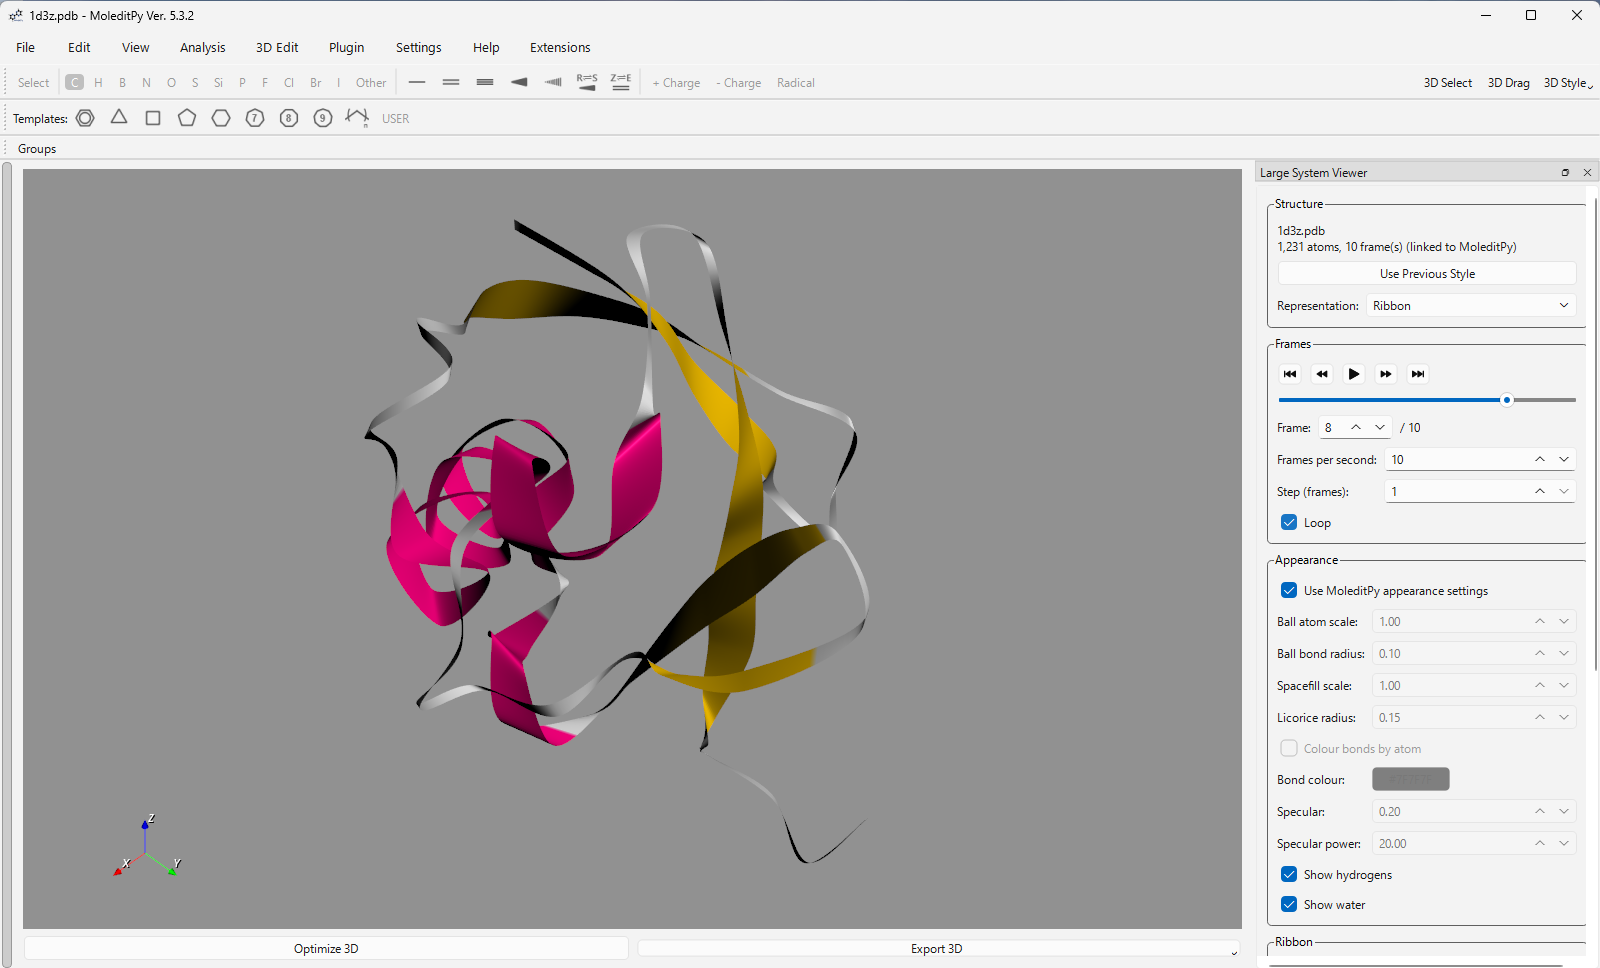 1d3z.pdb - MoleditPy Ver. 5.3.2
File Edit View Analysis 3D Edit Plugin Settings Help Extensions
Select C H B N O S Si P F Cl Br I Other R⇌S Z⇌E + Charge - Charge Radical 3D Select 3D Drag 3D Style
Templates: 7 8 9 n USER
Groups
Large System Viewer
Structure
1d3z.pdb
1,231 atoms, 10 frame(s) (linked to MoleditPy)
Use Previous Style
Representation: Ribbon
Frames
Frame: 8 / 10
Frames per second: 10
Step (frames): 1
Loop
Appearance
Use MoleditPy appearance settings
Ball atom scale: 1.00
Ball bond radius: 0.10
Spacefill scale: 1.00
Licorice radius: 0.15
Colour bonds by atom
Bond colour:
Specular: 0.20
Specular power: 20.00
Show hydrogens
Show water
Ribbon
Z
X
Y
Optimize 3D
Export 3D